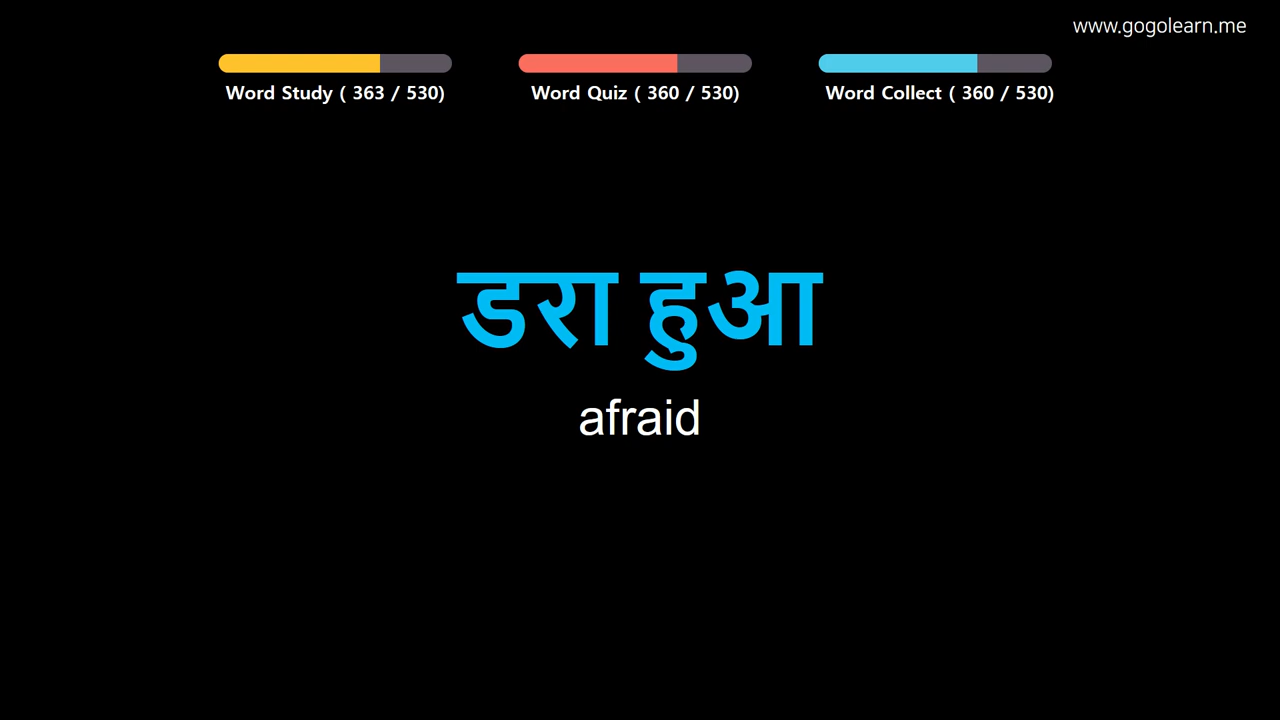 www.gogolearn.me
Word Study ( 363 / 530)
Word Quiz ( 360 / 530)
Word Collect ( 360 / 530)
डरा हुआ
afraid